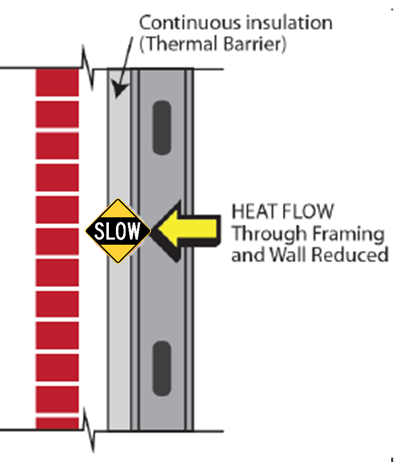 Continuous insulation
(Thermal Barrier)
SLOW
HEAT FLOW
Through Framing
and Wall Reduced